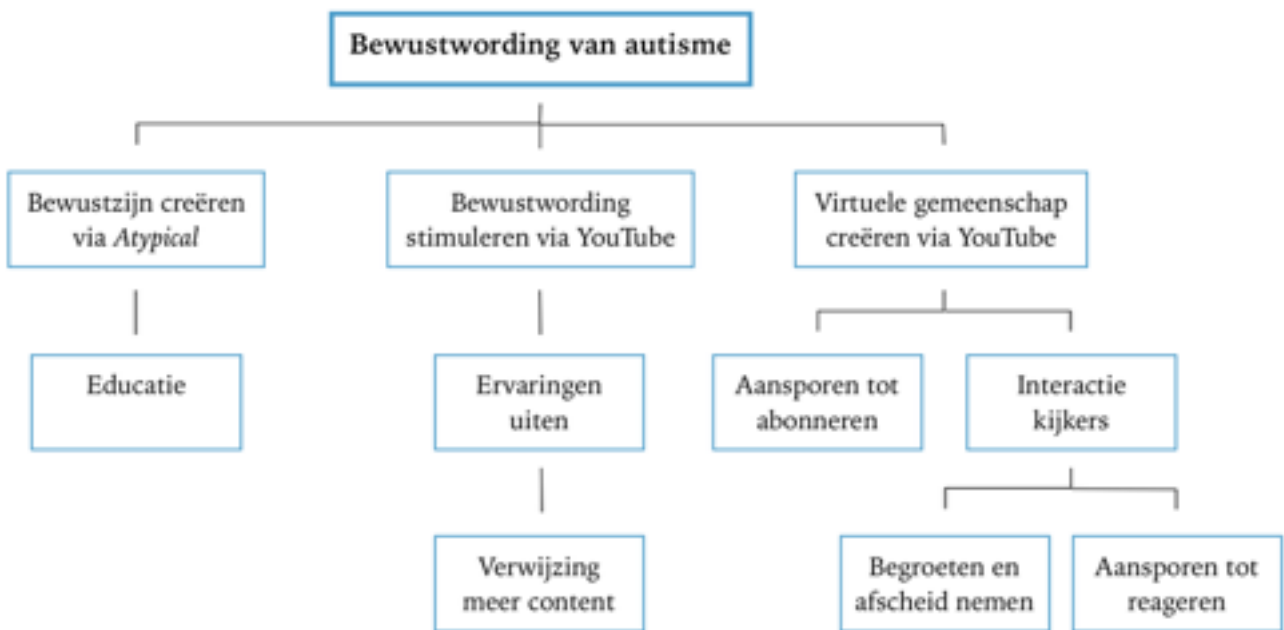 Bewustwording van autisme
Bewustzijn creëren
via Atypical
Bewustwording
stimuleren via YouTube
Virtuele gemeenschap
creëren via YouTube
Educatie
Ervaringen
uiten
Aansporen tot
abonneren
Interactie
kijkers
Verwijzing
meer content
Begroeten en
afscheid nemen
Aansporen tot
reageren